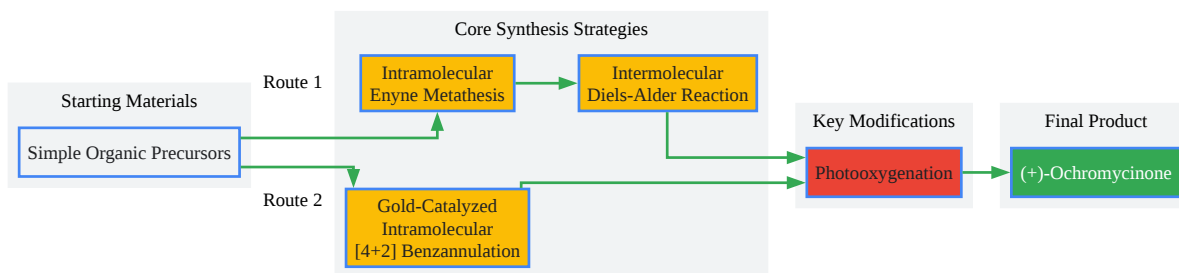 Core Synthesis Strategies
Route 1
Intramolecular
Enyne Metathesis
Intermolecular
Diels-Alder Reaction
Starting Materials
Simple Organic Precursors
Key Modifications
Photooxygenation
Final Product
(+)-Ochromycinone
Route 2
Gold-Catalyzed
Intramolecular
[4+2] Benzannulation